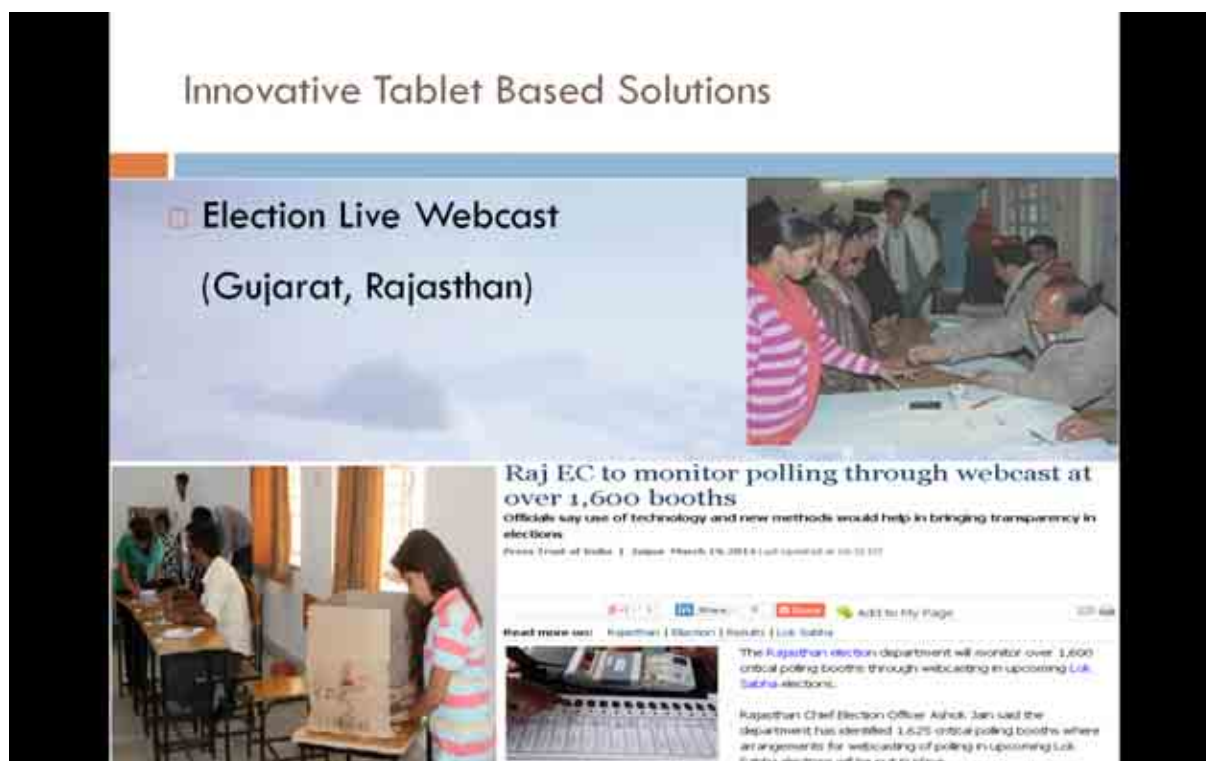 Innovative Tablet Based Solutions
Election Live Webcast
(Gujarat, Rajasthan)
Raj EC to monitor polling through webcast at
over 1,600 booths
Officials say use of technology and new methods would help in bringing transparency in
elections
Press Trust of India | Jaipur March 19, 2014 Last Updated at
Share
Add to My Page
Read more on: Rajasthan | Election | Results | Lok Sabha
The Rajasthan election department will monitor over 1,600
critical polling booths through webcasting in upcoming Lok
Sabha elections.
Rajasthan Chief Election Officer Ashok Jain said the
department has identified 1,625 critical polling booths where
arrangements for webcasting of polling in upcoming Lok